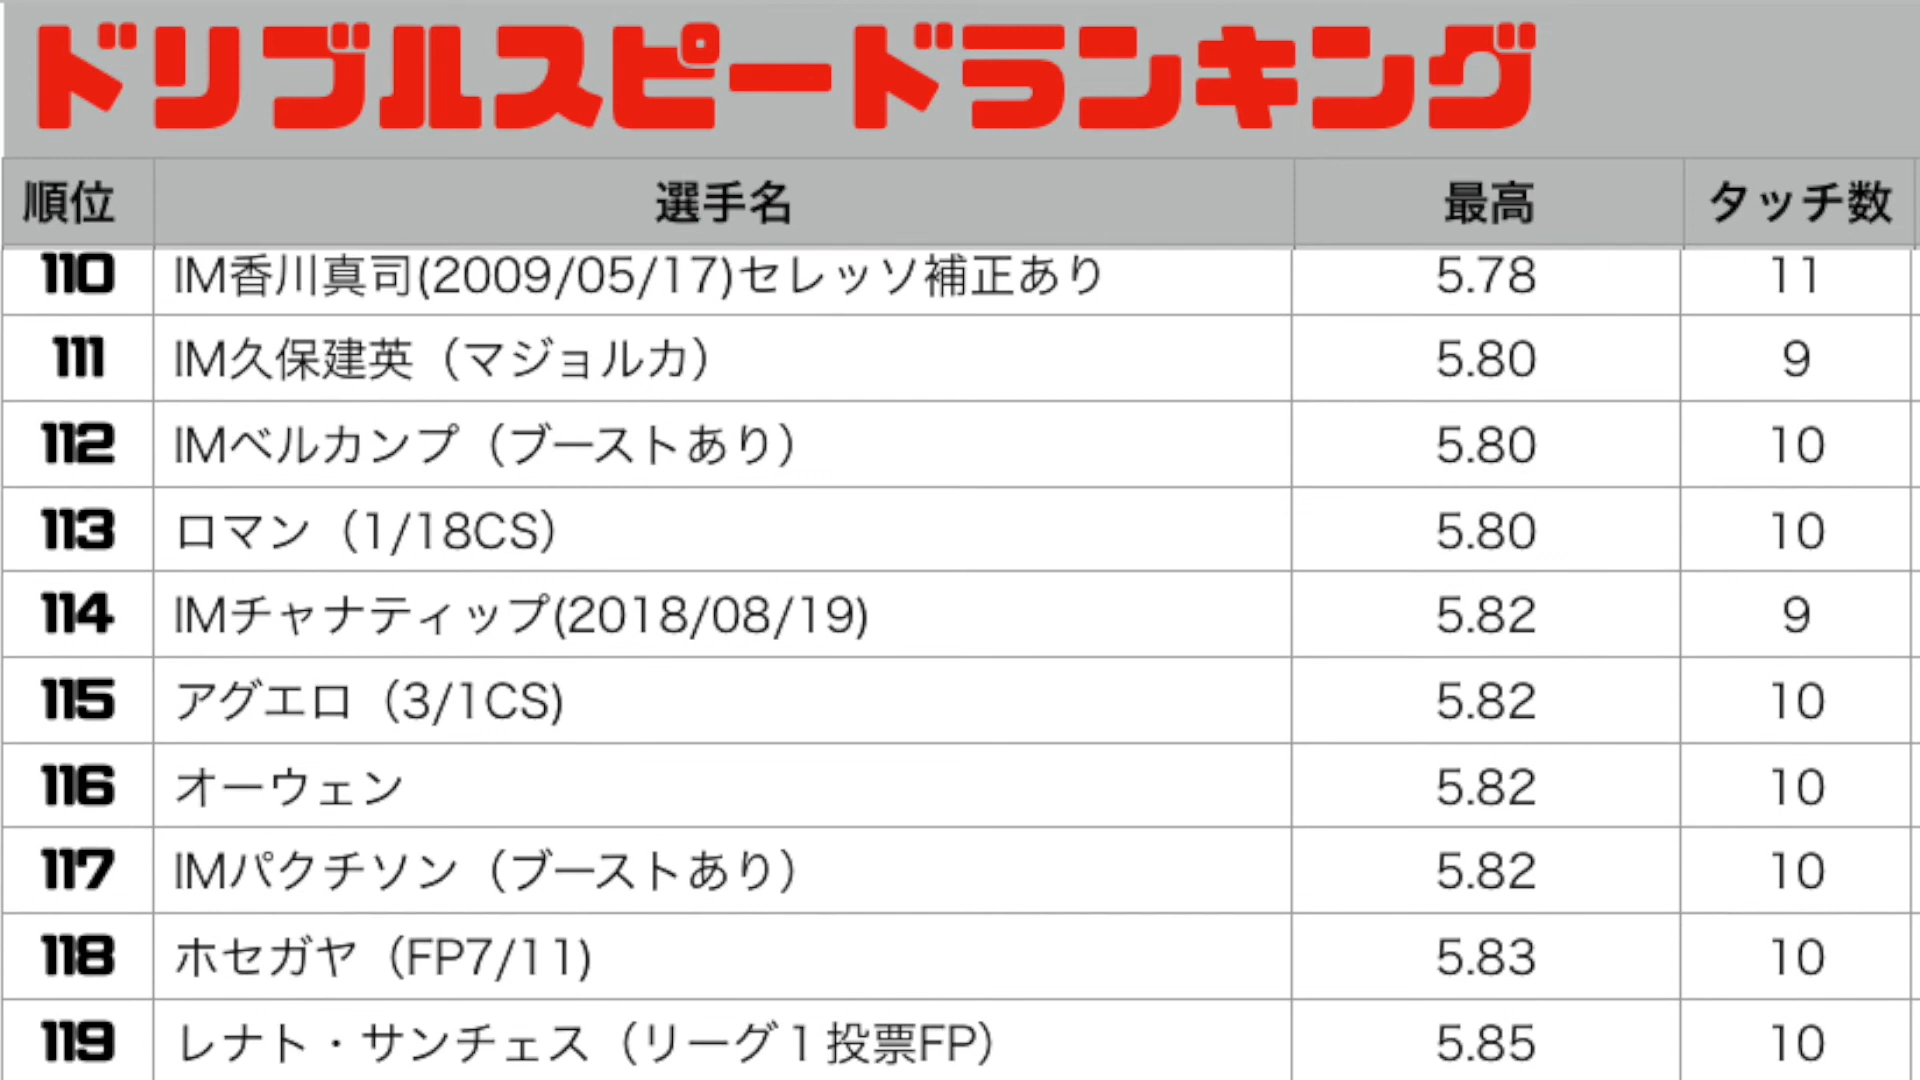 ドリブルスピードランキング
順位 選手名 最高 タッチ数
110 IM香川真司(2009/05/17)セレッソ補正あり 5.78 11
111 IM久保建英（マジョルカ） 5.80 9
112 IMベルカンプ（ブーストあり） 5.80 10
113 ロマン（1/18CS） 5.80 10
114 IMチャナティップ(2018/08/19) 5.82 9
115 アグエロ（3/1CS) 5.82 10
116 オーウェン 5.82 10
117 IMパクチソン（ブーストあり） 5.82 10
118 ホセガヤ（FP7/11) 5.83 10
119 レナト・サンチェス（リーグ１投票FP） 5.85 10